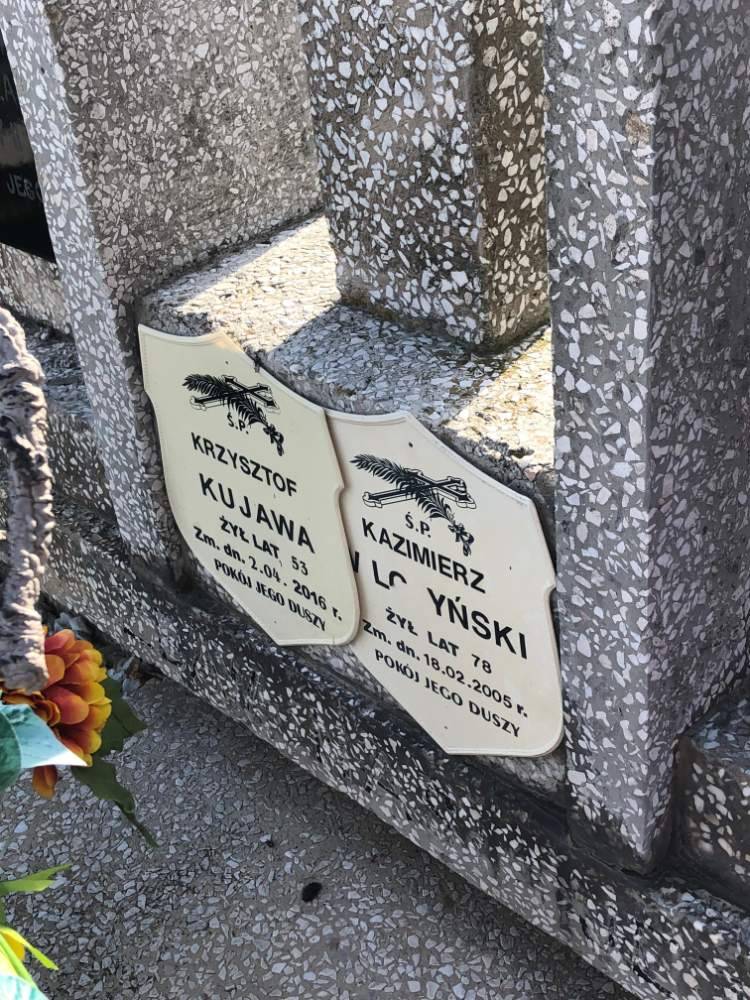 Ś.P.
KRZYSZTOF
KUJAWA
ŻYŁ LAT 53
Zm. dn. 2.04.2016 r.
POKÓJ JEGO DUSZY
Ś.P.
KAZIMIERZ
ŻYŁ LAT 78
Zm. dn. 18.02.2005 r.
POKÓJ JEGO DUSZY